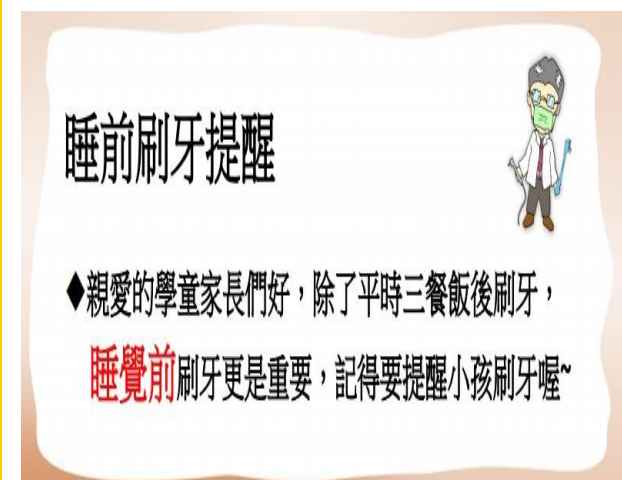 睡前刷牙提醒
◆親愛的學童家長們好，除了平時三餐飯後刷牙，
睡覺前刷牙更是重要，記得要提醒小孩刷牙喔~